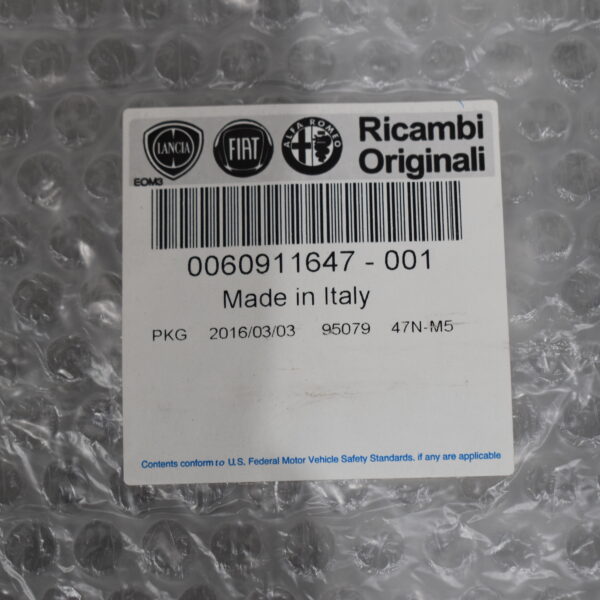 LANCIA FIAT ALFA ROMEO Ricambi
Originali
EOM3
0060911647 - 001
Made in Italy
PKG 2016/03/03 95079 47N-M5
Contents conform to U.S. Federal Motor Vehicle Safety Standards, if any are applicable